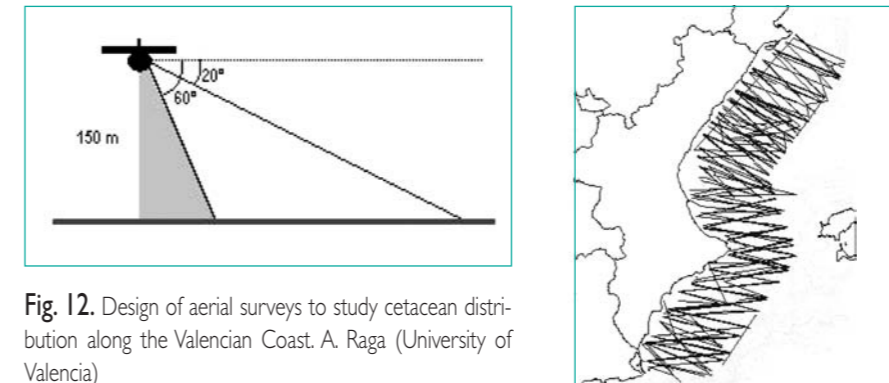 20°
60°
150 m
Fig. 12. Design of aerial surveys to study cetacean distri-
bution along the Valencian Coast. A. Raga (University of
Valencia)